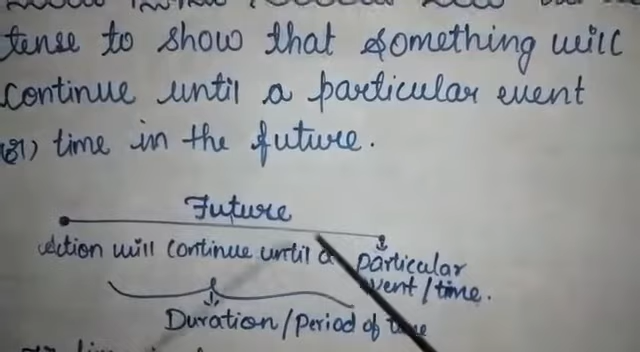 tense to show that something will
continue until a particular event
(or) time in the future.
Future
Action will continue until a particular
event/time.
Duration/Period of time